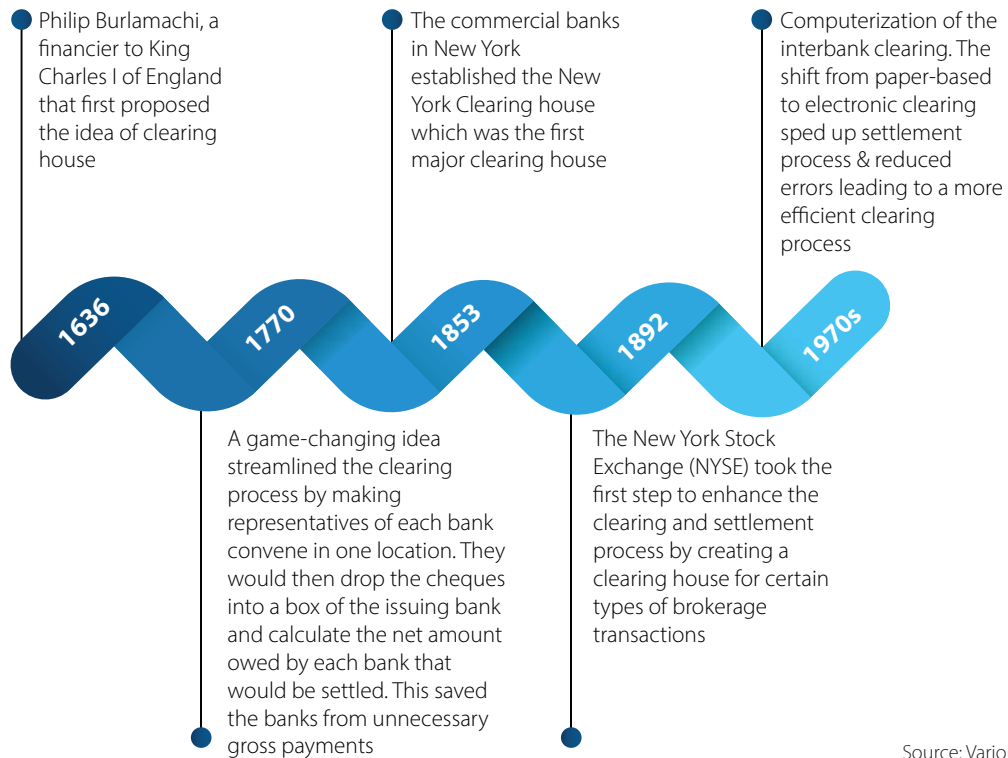 Philip Burlamachi, a
financier to King
Charles I of England
that first proposed
the idea of clearing
house
The commercial banks
in New York
established the New
York Clearing house
which was the first
major clearing house
Computerization of the
interbank clearing. The
shift from paper-based
to electronic clearing
sped up settlement
process & reduced
errors leading to a more
efficient clearing
process
1636
1770
1853
1892
1970s
A game-changing idea
streamlined the clearing
process by making
representatives of each bank
convene in one location. They
would then drop the cheques
into a box of the issuing bank
and calculate the net amount
owed by each bank that
would be settled. This saved
the banks from unnecessary
gross payments
The New York Stock
Exchange (NYSE) took the
first step to enhance the
clearing and settlement
process by creating a
clearing house for certain
types of brokerage
transactions
Source: Vario